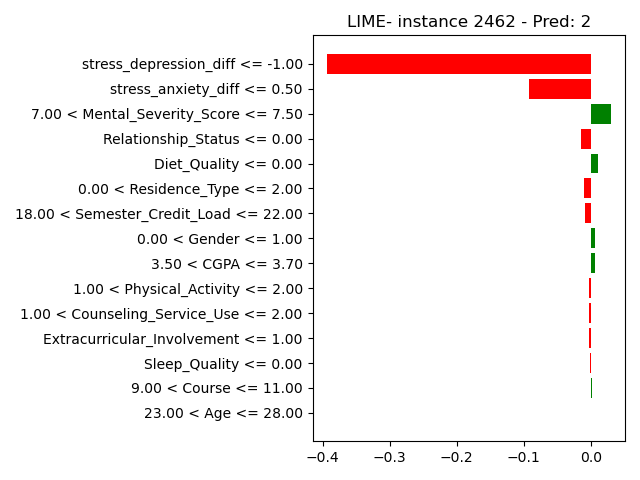 LIME- instance 2462 - Pred: 2
stress_depression_diff <= -1.00
stress_anxiety_diff <= 0.50
7.00 < Mental_Severity_Score <= 7.50
Relationship_Status <= 0.00
Diet_Quality <= 0.00
0.00 < Residence_Type <= 2.00
18.00 < Semester_Credit_Load <= 22.00
0.00 < Gender <= 1.00
3.50 < CGPA <= 3.70
1.00 < Physical_Activity <= 2.00
1.00 < Counseling_Service_Use <= 2.00
Extracurricular_Involvement <= 1.00
Sleep_Quality <= 0.00
9.00 < Course <= 11.00
23.00 < Age <= 28.00
−0.4 −0.3 −0.2 −0.1 0.0